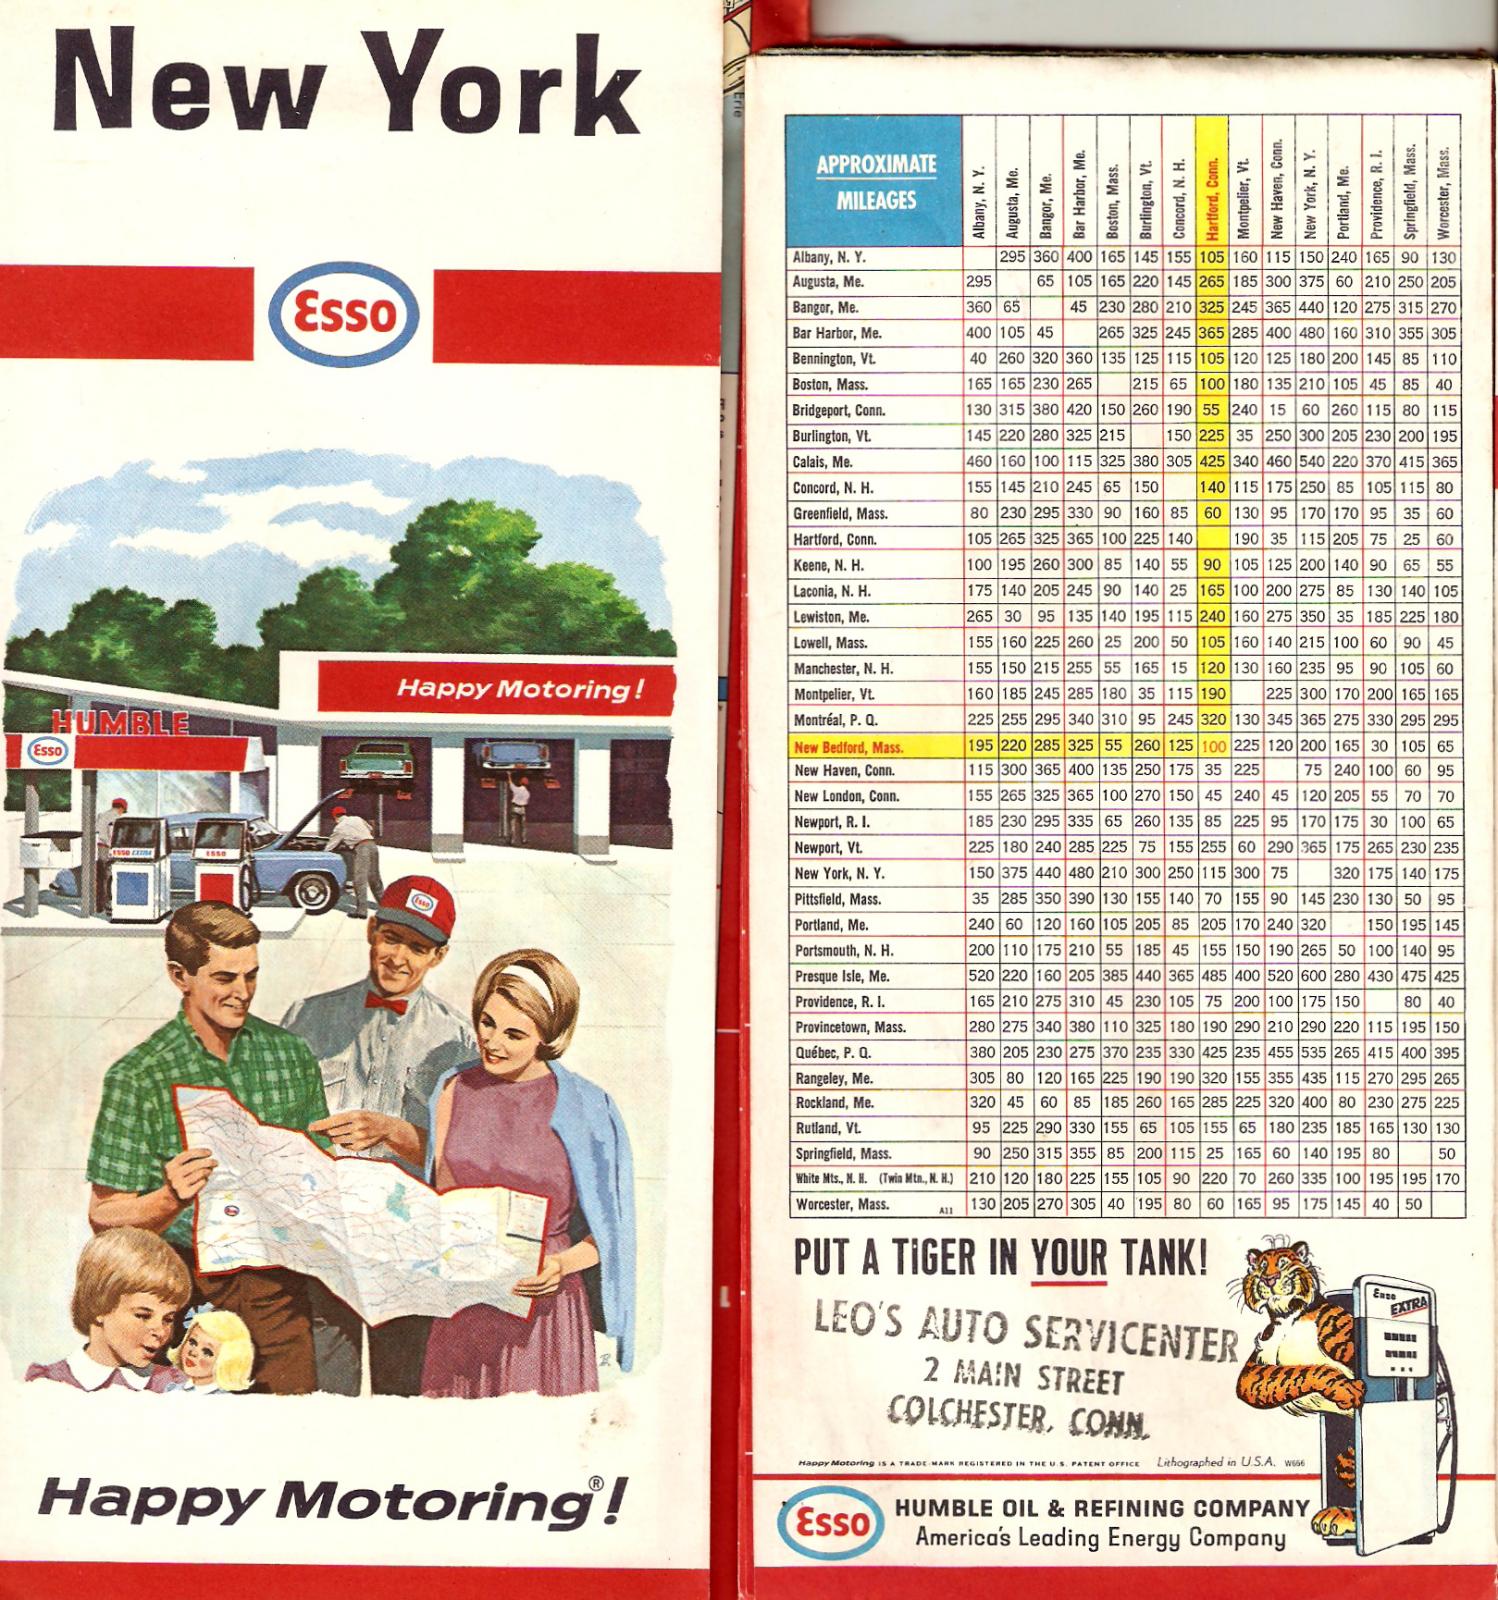 New York
Esso
Happy Motoring!
HUMBLE
Esso
ESSO EXTRA
ESSO
Esso
Happy Motoring®!
Erie
APPROXIMATE
MILEAGES
Albany, N. Y. Augusta, Me. Bangor, Me. Bar Harbor, Me. Boston, Mass. Burlington, Vt. Concord, N. H. Hartford, Conn. Montpelier, Vt. New Haven, Conn. New York, N. Y. Portland, Me. Providence, R. I. Springfield, Mass. Worcester, Mass.
Albany, N. Y. 295 360 400 165 145 155 105 160 115 150 240 165 90 130
Augusta, Me. 295 65 105 165 220 145 265 185 300 375 60 210 250 205
Bangor, Me. 360 65 45 230 280 210 325 245 365 440 120 275 315 270
Bar Harbor, Me. 400 105 45 265 325 245 365 285 400 480 160 310 355 305
Bennington, Vt. 40 260 320 360 135 125 115 105 120 125 180 200 145 85 110
Boston, Mass. 165 165 230 265 215 65 100 180 135 210 105 45 85 40
Bridgeport, Conn. 130 315 380 420 150 260 190 55 240 15 60 260 115 80 115
Burlington, Vt. 145 220 280 325 215 150 225 35 250 300 205 230 200 195
Calais, Me. 460 160 100 115 325 380 305 425 340 460 540 220 370 415 365
Concord, N. H. 155 145 210 245 65 150 140 115 175 250 85 105 115 80
Greenfield, Mass. 80 230 295 330 90 160 85 60 130 95 170 170 95 35 60
Hartford, Conn. 105 265 325 365 100 225 140 190 35 115 205 75 25 60
Keene, N. H. 100 195 260 300 85 140 55 90 105 125 200 140 90 65 55
Laconia, N. H. 175 140 205 245 90 140 25 165 100 200 275 85 130 140 105
Lewiston, Me. 265 30 95 135 140 195 115 240 160 275 350 35 185 225 180
Lowell, Mass. 155 160 225 260 25 200 50 105 160 140 215 100 60 90 45
Manchester, N. H. 155 150 215 255 55 165 15 120 130 160 235 95 90 105 60
Montpelier, Vt. 160 185 245 285 180 35 115 190 225 300 170 200 165 165
Montréal, P. Q. 225 255 295 340 310 95 245 320 130 345 365 275 330 295 295
New Bedford, Mass. 195 220 285 325 55 260 125 100 225 120 200 165 30 105 65
New Haven, Conn. 115 300 365 400 135 250 175 35 225 75 240 100 60 95
New London, Conn. 155 265 325 365 100 270 150 45 240 45 120 205 55 70 70
Newport, R. I. 185 230 295 335 65 260 135 85 225 95 170 175 30 100 65
Newport, Vt. 225 180 240 285 225 75 155 255 60 290 365 175 265 230 235
New York, N. Y. 150 375 440 480 210 300 250 115 300 75 320 175 140 175
Pittsfield, Mass. 35 285 350 390 130 155 140 70 155 90 145 230 130 50 95
Portland, Me. 240 60 120 160 105 205 85 205 170 240 320 150 195 145
Portsmouth, N. H. 200 110 175 210 55 185 45 155 150 190 265 50 100 140 95
Presque Isle, Me. 520 220 160 205 385 440 365 485 400 520 600 280 430 475 425
Providence, R. I. 165 210 275 310 45 230 105 75 200 100 175 150 80 40
Provincetown, Mass. 280 275 340 380 110 325 180 190 290 210 290 220 115 195 150
Québec, P. Q. 380 205 230 275 370 235 330 425 235 455 535 265 415 400 395
Rangeley, Me. 305 80 120 165 225 190 190 320 155 355 435 115 270 295 265
Rockland, Me. 320 45 60 85 185 260 165 285 225 320 400 80 230 275 225
Rutland, Vt. 95 225 290 330 155 65 105 155 65 180 235 185 165 130 130
Springfield, Mass. 90 250 315 355 85 200 115 25 165 60 140 195 80 50
White Mts., N. H. (Twin Mtn., N. H.) 210 120 180 225 155 105 90 220 70 260 335 100 195 195 170
Worcester, Mass. A11 130 205 270 305 40 195 80 60 165 95 175 145 40 50
PUT A TIGER IN YOUR TANK!
Esso
EXTRA
LEO'S AUTO SERVICENTER
2 MAIN STREET
COLCHESTER, CONN.
Happy Motoring IS A TRADE-MARK REGISTERED IN THE U.S. PATENT OFFICE Lithographed in U.S.A. W666
Esso
HUMBLE OIL & REFINING COMPANY
America's Leading Energy Company